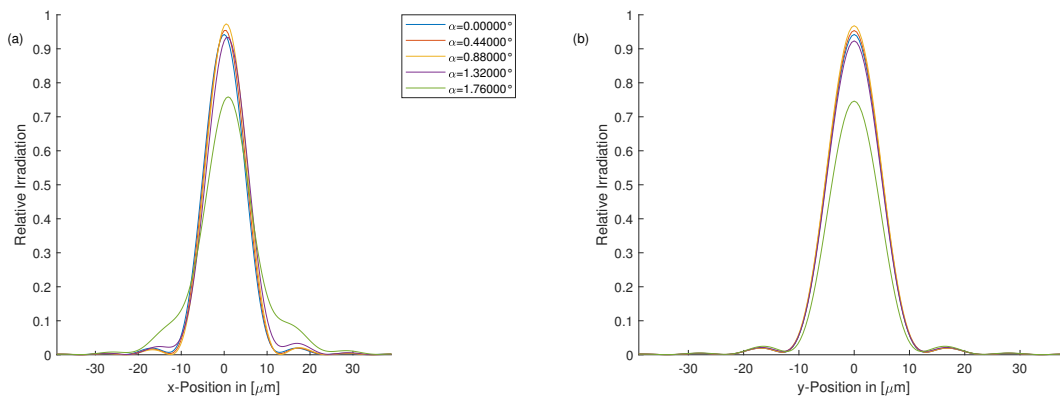 (a)
Relative Irradiation
1
0.9
0.8
0.7
0.6
0.5
0.4
0.3
0.2
0.1
0
-30 -20 -10 0 10 20 30
x-Position in [μm]
α=0.00000°
α=0.44000°
α=0.88000°
α=1.32000°
α=1.76000°
(b)
Relative Irradiation
1
0.9
0.8
0.7
0.6
0.5
0.4
0.3
0.2
0.1
0
-30 -20 -10 0 10 20 30
y-Position in [μm]